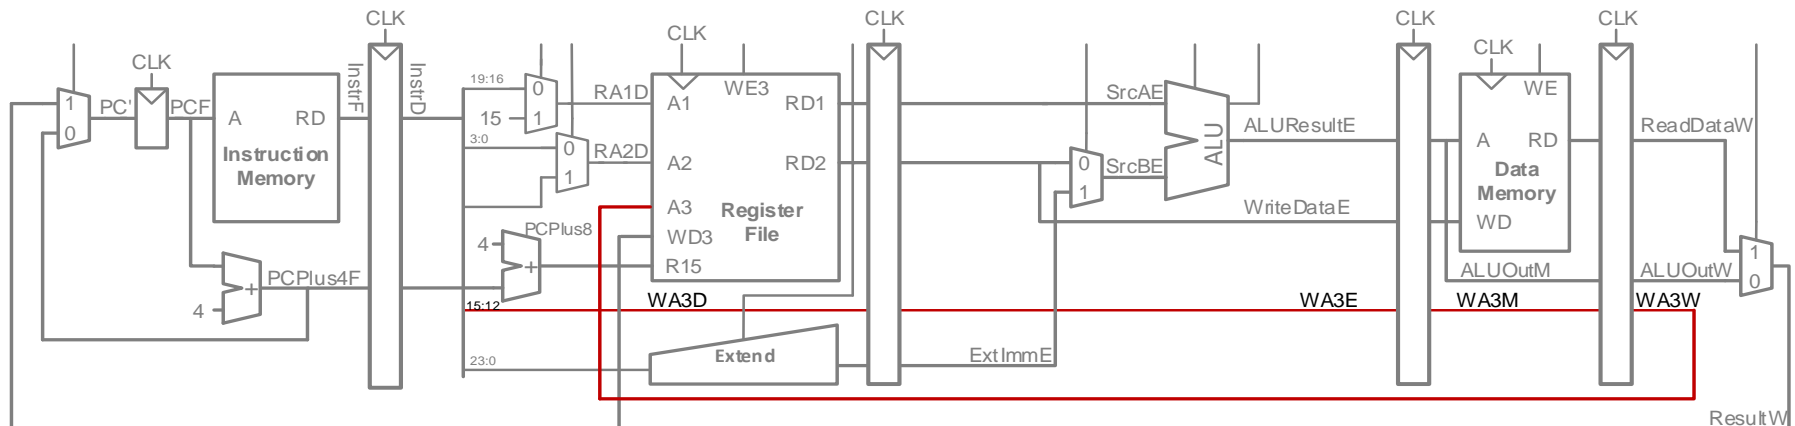 CLK
CLK
CLK
CLK
CLK
CLK
CLK
1
0
PC'
PCF
A
RD
Instruction
Memory
InstrF
InstrD
PCPlus4F
4
+
19:16
15
0
1
RA1D
3:0
0
1
RA2D
PCPlus8
4
+
15:12
23:0
WE3
A1
RD1
A2
RD2
A3
Register
File
WD3
R15
WA3D
Extend
ExtImmE
0
1
SrcAE
SrcBE
ALU
ALUResultE
WriteDataE
WA3E
WE
A
RD
Data
Memory
WD
ALUOutM
WA3M
ReadDataW
ALUOutW
WA3W
1
0
ResultW